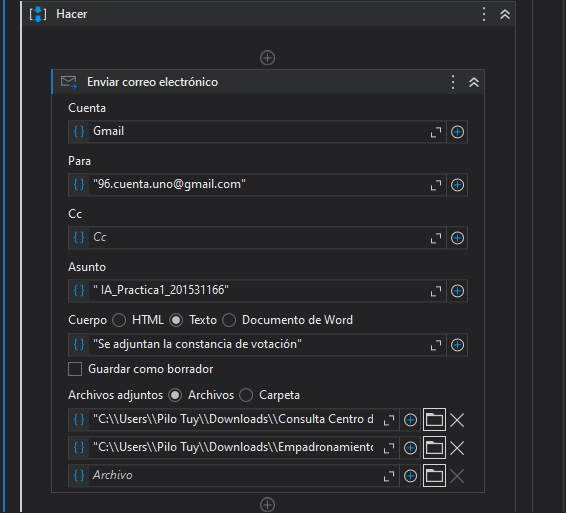 Hacer
Enviar correo electrónico
Cuenta
Gmail
Para
"96.cuenta.uno@gmail.com"
Cc
Cc
Asunto
" IA_Practica1_201531166"
Cuerpo HTML Texto Documento de Word
"Se adjuntan la constancia de votación"
Guardar como borrador
Archivos adjuntos Archivos Carpeta
"C:\\Users\\Pilo Tuy\\Downloads\\Consulta Centro d
"C:\\Users\\Pilo Tuy\\Downloads\\Empadronamiento
Archivo